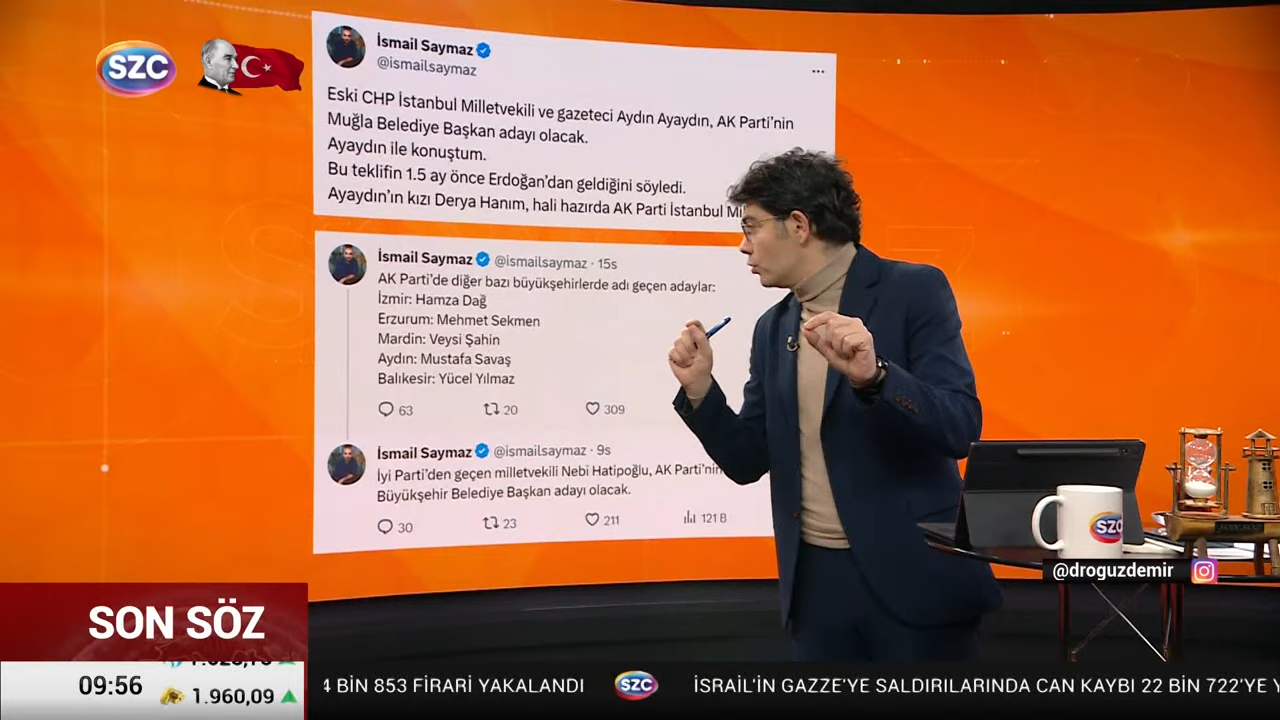 SZC
İsmail Saymaz
@ismailsaymaz
Eski CHP İstanbul Milletvekili ve gazeteci Aydın Ayaydın, AK Parti'nin
Muğla Belediye Başkan adayı olacak.
Ayaydın ile konuştum.
Bu teklifin 1.5 ay önce Erdoğan'dan geldiğini söyledi.
Ayaydın'ın kızı Derya Hanım, hali hazırda AK Parti İstanbul
İsmail Saymaz @ismailsaymaz · 15s
AK Parti'de diğer bazı büyükşehirlerde adı geçen adaylar:
İzmir: Hamza Dağ
Erzurum: Mehmet Sekmen
Mardin: Veysi Şahin
Aydın: Mustafa Savaş
Balıkesir: Yücel Yılmaz
63 20 309
İsmail Saymaz @ismailsaymaz · 9s
İyi Parti'den geçen milletvekili Nebi Hatipoğlu, AK Parti'nin
Büyükşehir Belediye Başkan adayı olacak.
30 23 211 121 B
SZC
@droguzdemir
SON SÖZ
09:56 1.960,09
4 BİN 853 FİRARİ YAKALANDI SZC İSRAİL'İN GAZZE'YE SALDIRILARINDA CAN KAYBI 22 BİN 722'YE